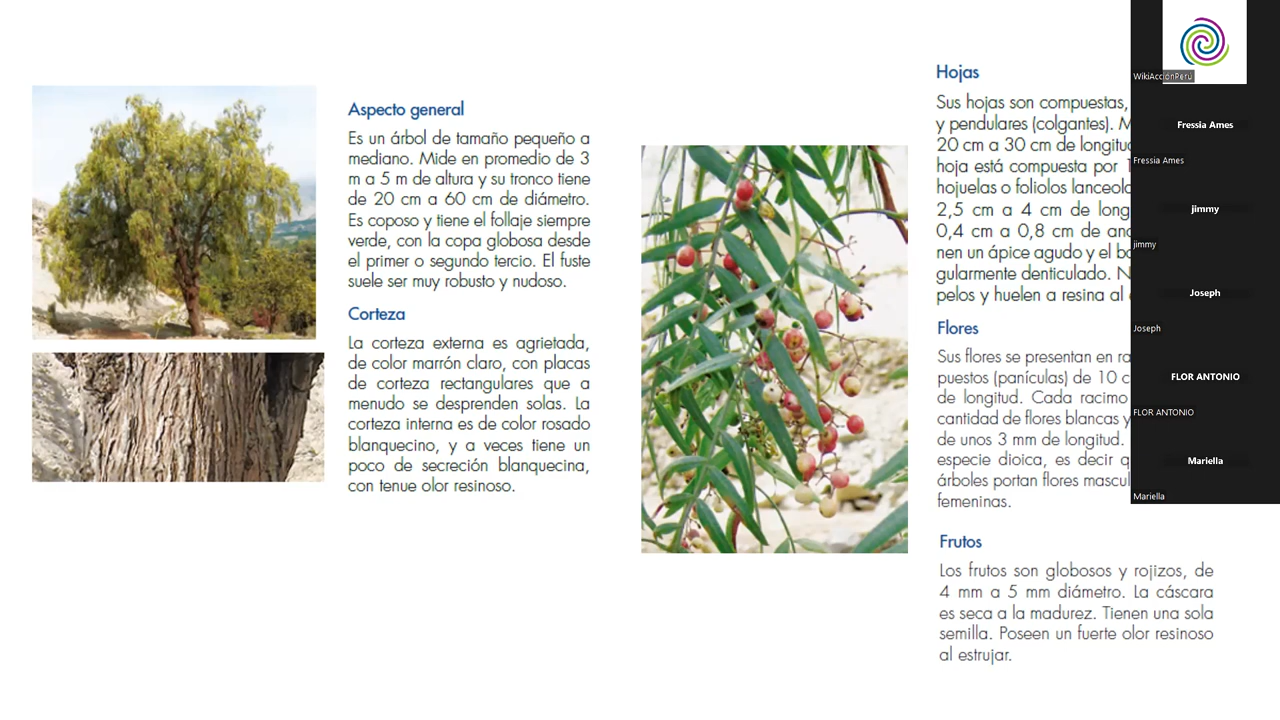 Aspecto general
Es un árbol de tamaño pequeño a
mediano. Mide en promedio de 3
m a 5 m de altura y su tronco tiene
de 20 cm a 60 cm de diámetro.
Es coposo y tiene el follaje siempre
verde, con la copa globosa desde
el primer o segundo tercio. El fuste
suele ser muy robusto y nudoso.
Corteza
La corteza externa es agrietada,
de color marrón claro, con placas
de corteza rectangulares que a
menudo se desprenden solas. La
corteza interna es de color rosado
blanquecino, y a veces tiene un
poco de secreción blanquecina,
con tenue olor resinoso.
Hojas
Sus hojas son compuestas,
y pendulares (colgantes).
20 cm a 30 cm de
hoja está compuesta por
hojuelas o foliolos
2,5 cm a 4 cm de
0,4 cm a 0,8 cm de
nen un ápice agudo y el
gularmente denticulado.
pelos y huelen a resina al
Flores
Sus flores se presentan en
puestos (panículas) de 10
de longitud. Cada racimo
cantidad de flores blancas y
de unos 3 mm de longitud.
especie dioica, es decir
árboles portan flores
femeninas.
Frutos
Los frutos son globosos y rojizos, de
4 mm a 5 mm diámetro. La cáscara
es seca a la madurez. Tienen una sola
semilla. Poseen un fuerte olor resinoso
al estrujar.
WikiAcciónPerú
Fressia Ames
Fressia Ames
jimmy
jimmy
Joseph
Joseph
FLOR ANTONIO
FLOR ANTONIO
Mariella
Mariella